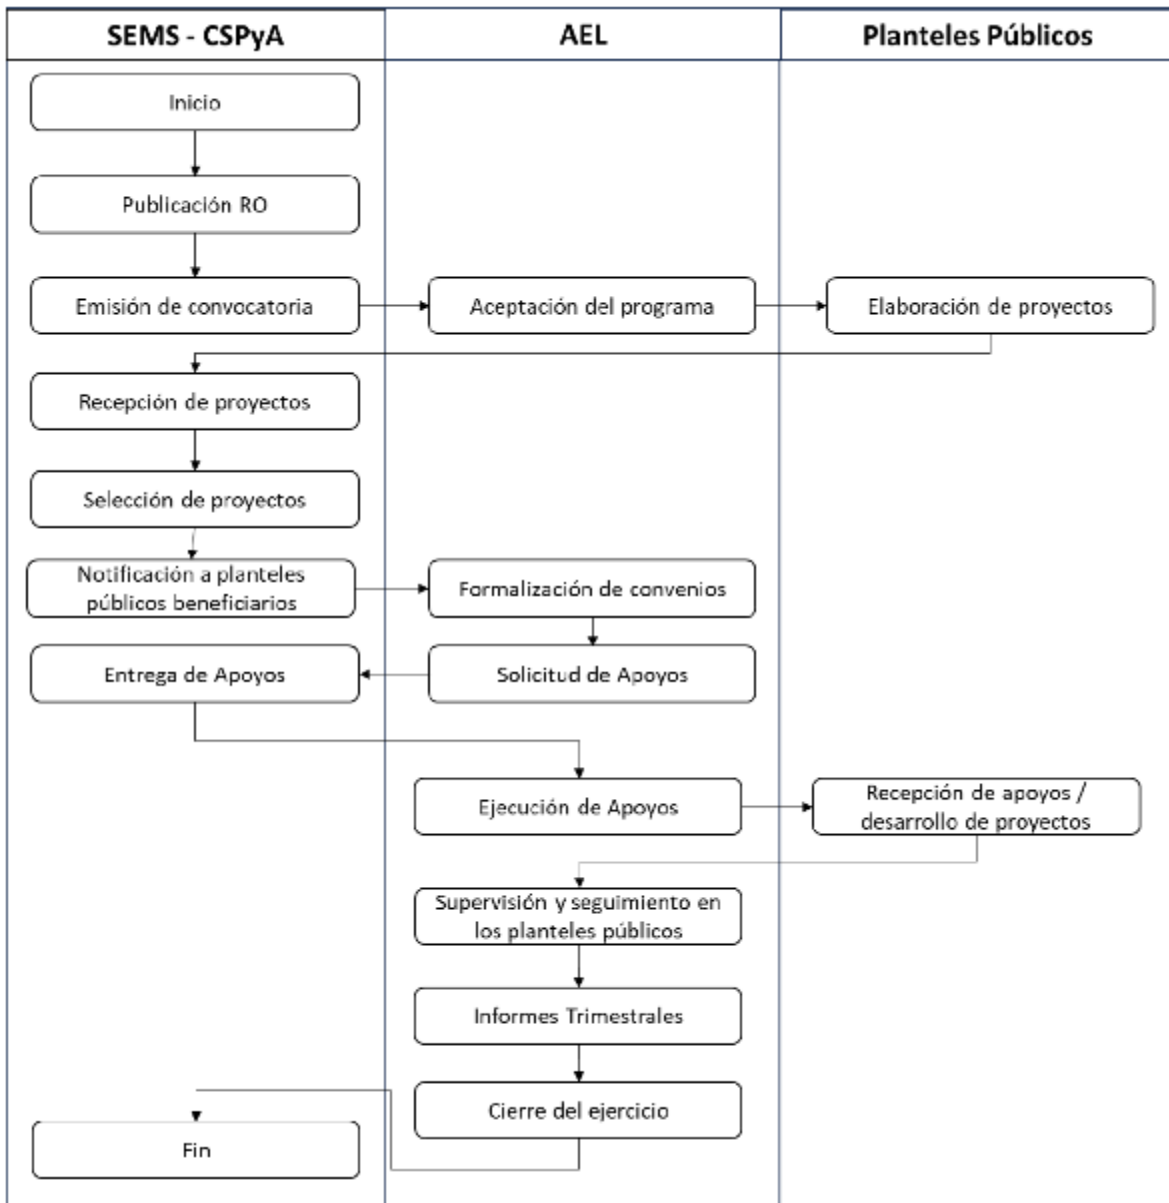 SEMS - CSPyA
AEL
Planteles Públicos
Inicio
Publicación RO
Emisión de convocatoria
Aceptación del programa
Elaboración de proyectos
Recepción de proyectos
Selección de proyectos
Notificación a planteles
públicos beneficiarios
Formalización de convenios
Entrega de Apoyos
Solicitud de Apoyos
Ejecución de Apoyos
Recepción de apoyos /
desarrollo de proyectos
Supervisión y seguimiento en
los planteles públicos
Informes Trimestrales
Cierre del ejercicio
Fin